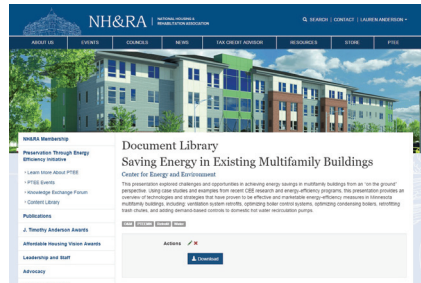 NH&RA | NATIONAL HOUSING &
REHABILITATION ASSOCIATION
SEARCH | CONTACT | LAUREN ANDERSON
ABOUT US EVENTS COUNCILS NEWS TAX CREDIT ADVISOR RESOURCES STORE PTEE
NH&RA Membership
Preservation Through Energy
Efficiency Initiative
Learn More About PTEE
PTEE Events
Knowledge Exchange Forum
Content Library
Publications
J. Timothy Anderson Awards
Affordable Housing Vision Awards
Leadership and Staff
Advocacy
Document Library
Saving Energy in Existing Multifamily Buildings
Center for Energy and Environment
This presentation explored challenges and opportunities in achieving energy savings in multifamily buildings from an "on the ground"
perspective. Using case studies and examples from recent CEE research and energy-efficiency programs, this presentation provides an
overview of technologies and strategies that have proven to be effective and marketable energy-efficiency measures in Minnesota
multifamily buildings, including: ventilation system retrofits, optimizing boiler control systems, optimizing condensing boilers, retrofitting
trash chutes, and adding demand-based controls to domestic hot water recirculation pumps.
Actions
Download